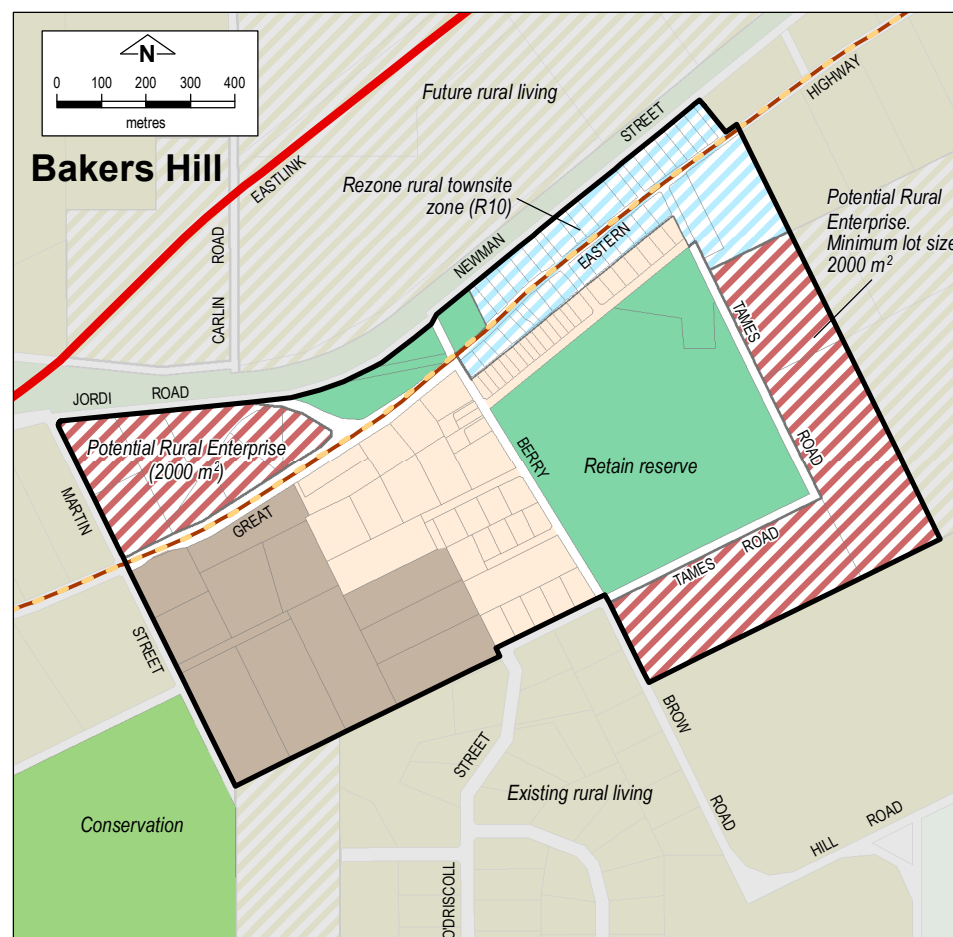 N
0 100 200 300 400
metres
Bakers Hill
Future rural living
EASTLINK
CARLIN
ROAD
Rezone rural townsite
zone (R10)
NEWMAN
STREET
HIGHWAY
EASTERN
Potential Rural
Enterprise.
Minimum lot size
2000 m²
TAMES
ROAD
JORDI ROAD
Potential Rural Enterprise
(2000 m²)
MARTIN
STREET
GREAT
BERRY
Retain reserve
TAMES ROAD
BROW
ROAD
HILL ROAD
STREET
O'DRISCOLL
Existing rural living
Conservation